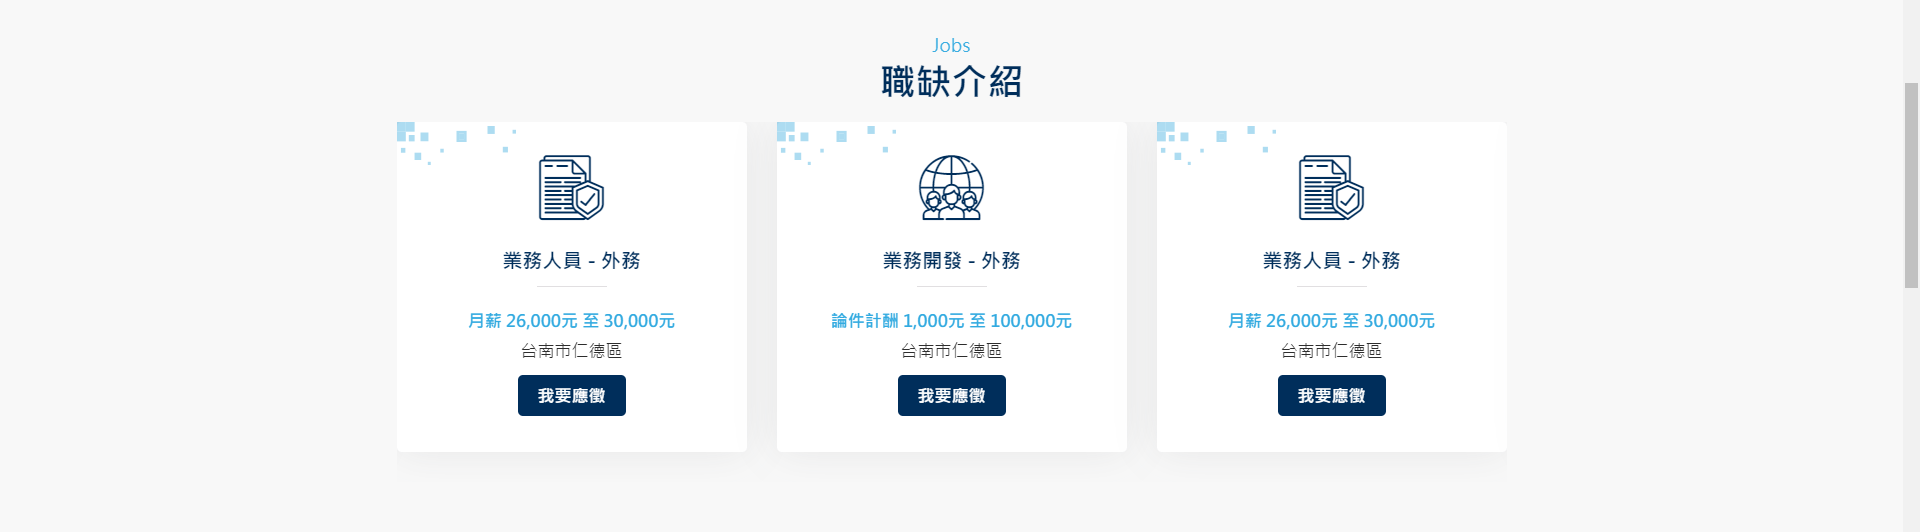 Jobs
職缺介紹
業務人員 - 外務
月薪 26,000元 至 30,000元
台南市仁德區
我要應徵
業務開發 - 外務
論件計酬 1,000元 至 100,000元
台南市仁德區
我要應徵
業務人員 - 外務
月薪 26,000元 至 30,000元
台南市仁德區
我要應徵